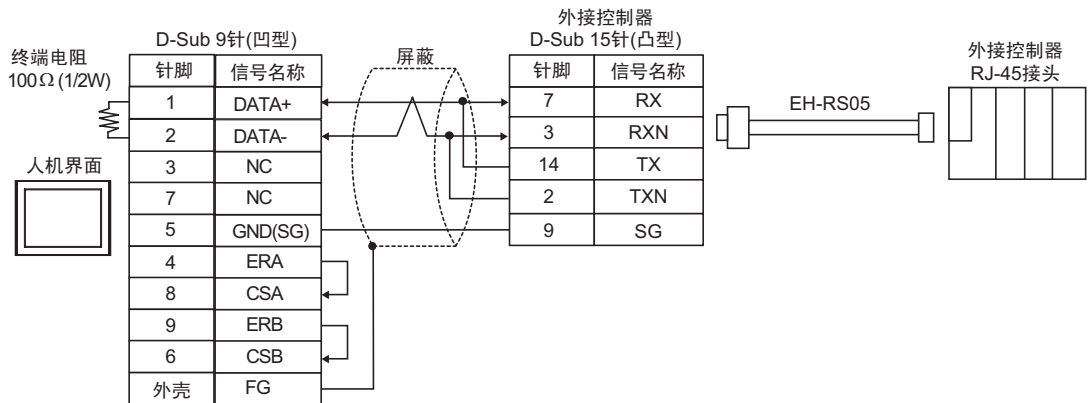 终端电阻
100Ω(1/2W)
人机界面
D-Sub 9针(凹型)
针脚 信号名称
1 DATA+
2 DATA-
3 NC
7 NC
5 GND(SG)
4 ERA
8 CSA
9 ERB
6 CSB
外壳 FG
屏蔽
外接控制器
D-Sub 15针(凸型)
针脚 信号名称
7 RX
3 RXN
14 TX
2 TXN
9 SG
EH-RS05
外接控制器
RJ-45接头